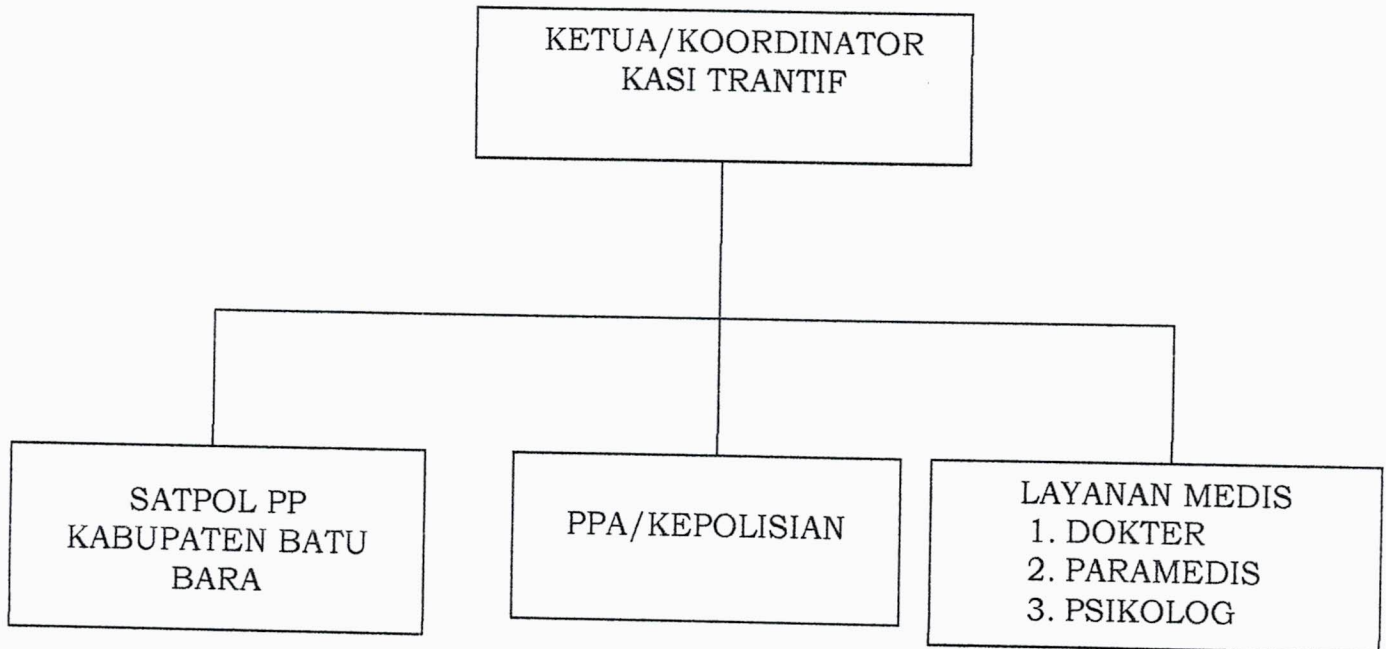 KETUA/KOORDINATOR
KASI TRANTIF
SATPOL PP
KABUPATEN BATU
BARA
PPA/KEPOLISIAN
LAYANAN MEDIS
1. DOKTER
2. PARAMEDIS
3. PSIKOLOG